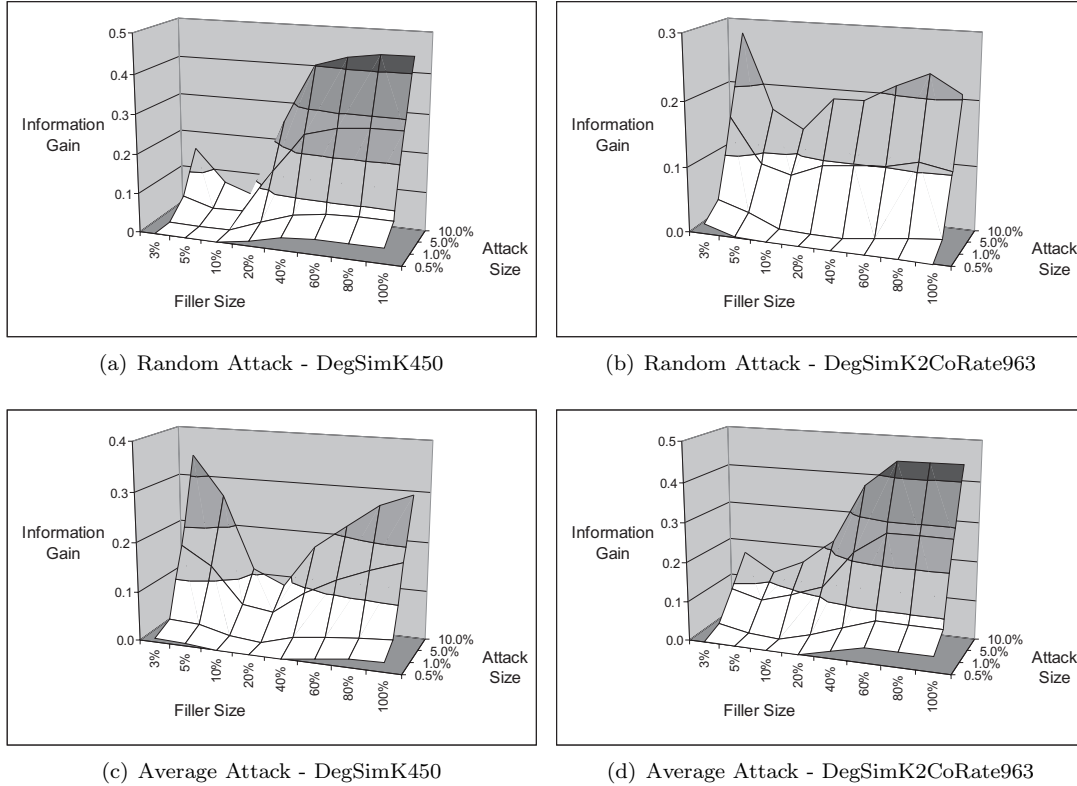 0.5
0.4
0.3
0.2
0.1
0
Information
Gain
3%
5%
10%
20%
40%
60%
80%
100%
Filler Size
10.0%
5.0%
1.0%
0.5%
Attack
Size
(a) Random Attack - DegSimK450
0.3
0.2
0.1
0.0
Information
Gain
3%
5%
10%
20%
40%
60%
80%
100%
Filler Size
10.0%
5.0%
1.0%
0.5%
Attack
Size
(b) Random Attack - DegSimK2CoRate963
0.4
0.3
0.2
0.1
0.0
Information
Gain
3%
5%
10%
20%
40%
60%
80%
100%
Filler Size
10.0%
5.0%
1.0%
0.5%
Attack
Size
(c) Average Attack - DegSimK450
0.5
0.4
0.3
0.2
0.1
0.0
Information
Gain
3%
5%
10%
20%
40%
60%
80%
100%
Filler Size
10.0%
5.0%
1.0%
0.5%
Attack
Size
(d) Average Attack - DegSimK2CoRate963